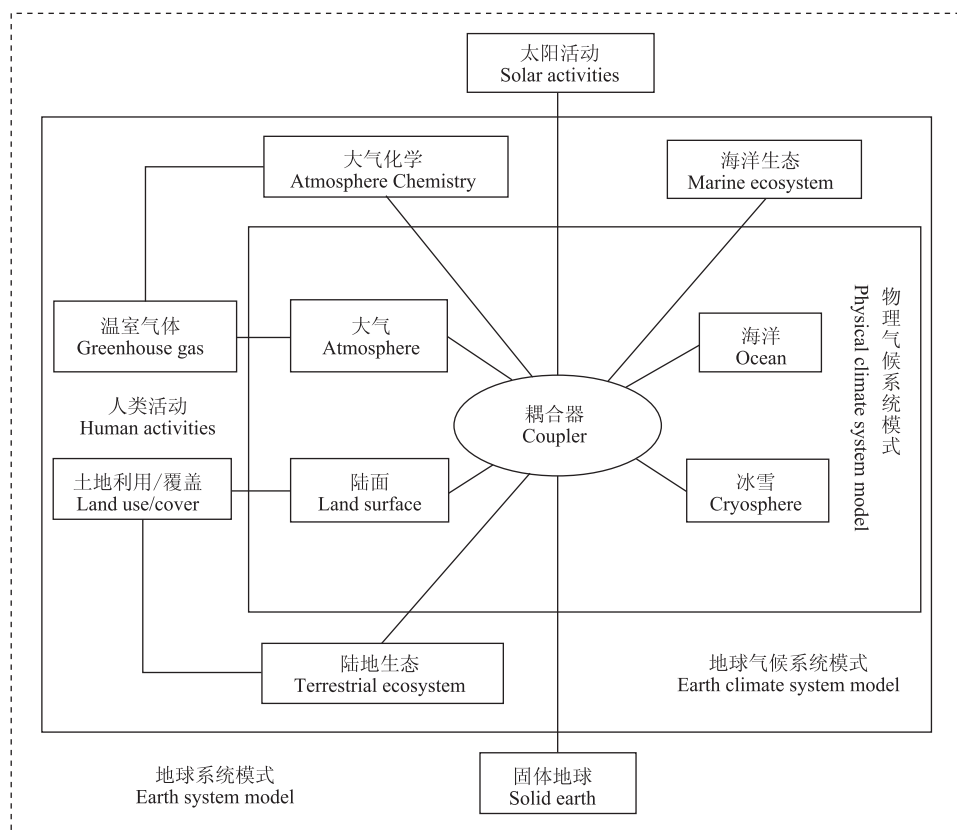 太阳活动
Solar activities
大气化学
Atmosphere Chemistry
海洋生态
Marine ecosystem
温室气体
Greenhouse gas
大气
Atmosphere
海洋
Ocean
物理气候系统模式
Physical climate system model
人类活动
Human activities
耦合器
Coupler
土地利用/覆盖
Land use/cover
陆面
Land surface
冰雪
Cryosphere
陆地生态
Terrestrial ecosystem
地球气候系统模式
Earth climate system model
地球系统模式
Earth system model
固体地球
Solid earth